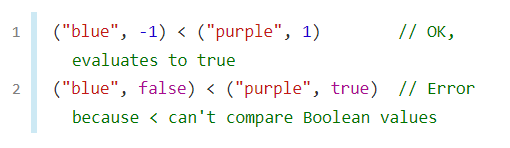 1 ("blue", -1) < ("purple", 1)        // OK,
evaluates to true
2 ("blue", false) < ("purple", true)  // Error
because < can't compare Boolean values